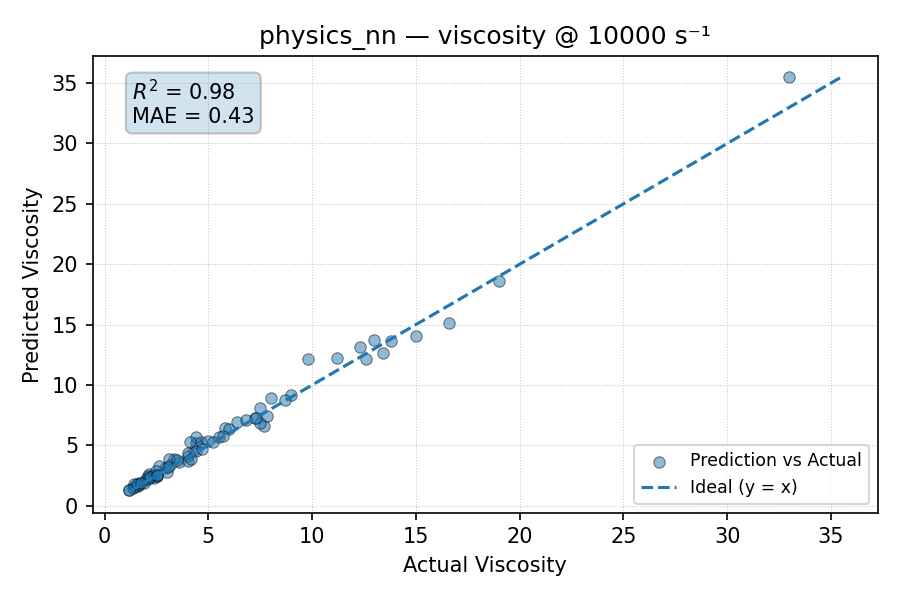 physics_nn — viscosity @ 10000 s⁻¹
R² = 0.98
MAE = 0.43
Predicted Viscosity
35
30
25
20
15
10
5
0
Prediction vs Actual
Ideal (y = x)
0 5 10 15 20 25 30 35
Actual Viscosity